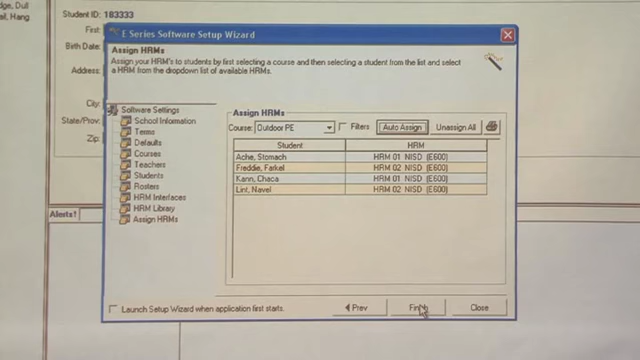 dge, Dull
ail, Hang
Student ID: 183333
First
Birth Date:
Address:
City:
State/Prov:
Zip:
Alerts!
E Series Software Setup Wizard
Assign HRMs
Assign your HRM's to students by first selecting a course and then selecting a student from the list and select
a HRM from the dropdown list of available HRMs.
Software Settings
School Information
Terms
Defaults
Courses
Teachers
Students
Rosters
HRM Interfaces
HRM Library
Assign HRMs
Assign HRMs
Course: Outdoor PE Filters Auto Assign Unassign All
Student HRM
Ache, Stomach HRM 01 NISD (E600)
Freddie, Farkel HRM 02 NISD (E600)
Kann, Chaca HRM 01 NISD (E600)
Lint, Navel HRM 02 NISD (E600)
Launch Setup Wizard when application first starts.
Prev Finish Close